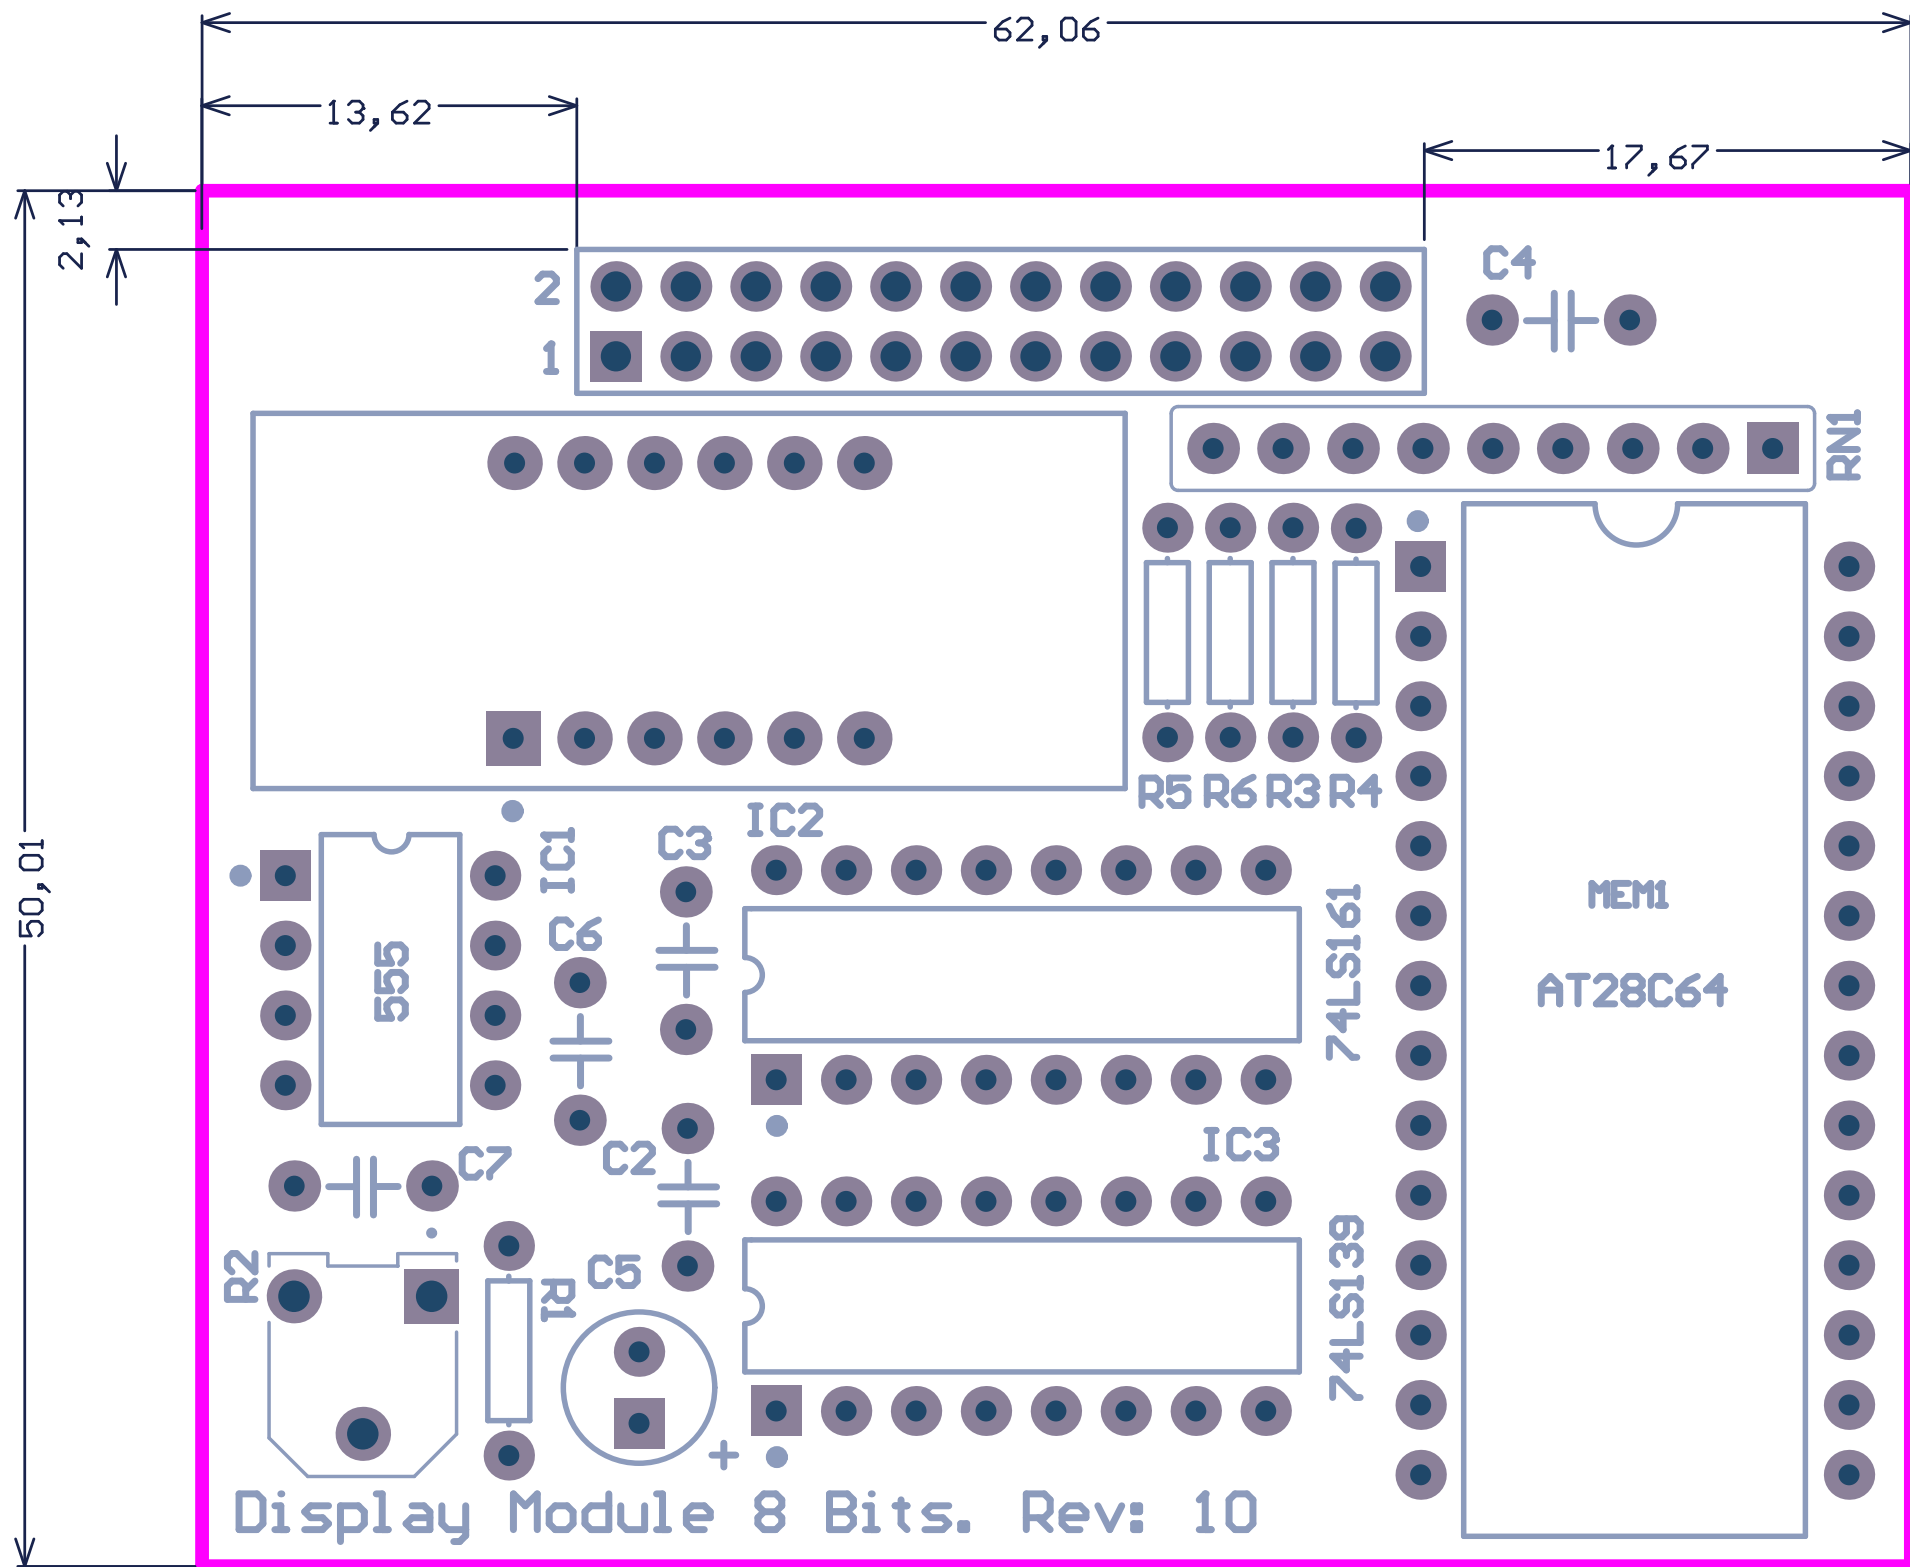 62,06
13,62
17,67
2,13
2
C4
1
RN1
R5 R6 R3 R4
IC2
IC1
C3
50,01
MEM1
74LS161
C6
555
AT28C64
IC3
C7
C2
74LS139
R2
R1
C5
+
Display Module 8 Bits. Rev: 10